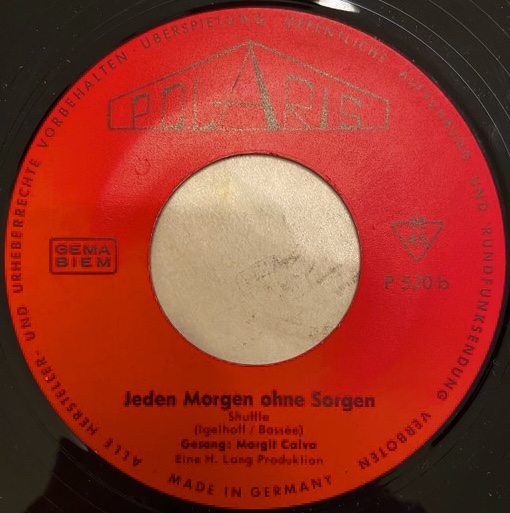 ALLE HERSTELLER- UND URHEBERRECHTE VORBEHALTEN · ÜBERSPIELUNG, ÖFFENTLICHE AUFFÜHRUNG UND RUNDFUNKSENDUNG VERBOTEN ·
POLARIS
GEMA
BIEM
45
P 520 b
Jeden Morgen ohne Sorgen
Shuffle
(Igelhoff / Bassée)
Gesang: Margit Calva
Eine H. Lang Produktion
MADE IN GERMANY